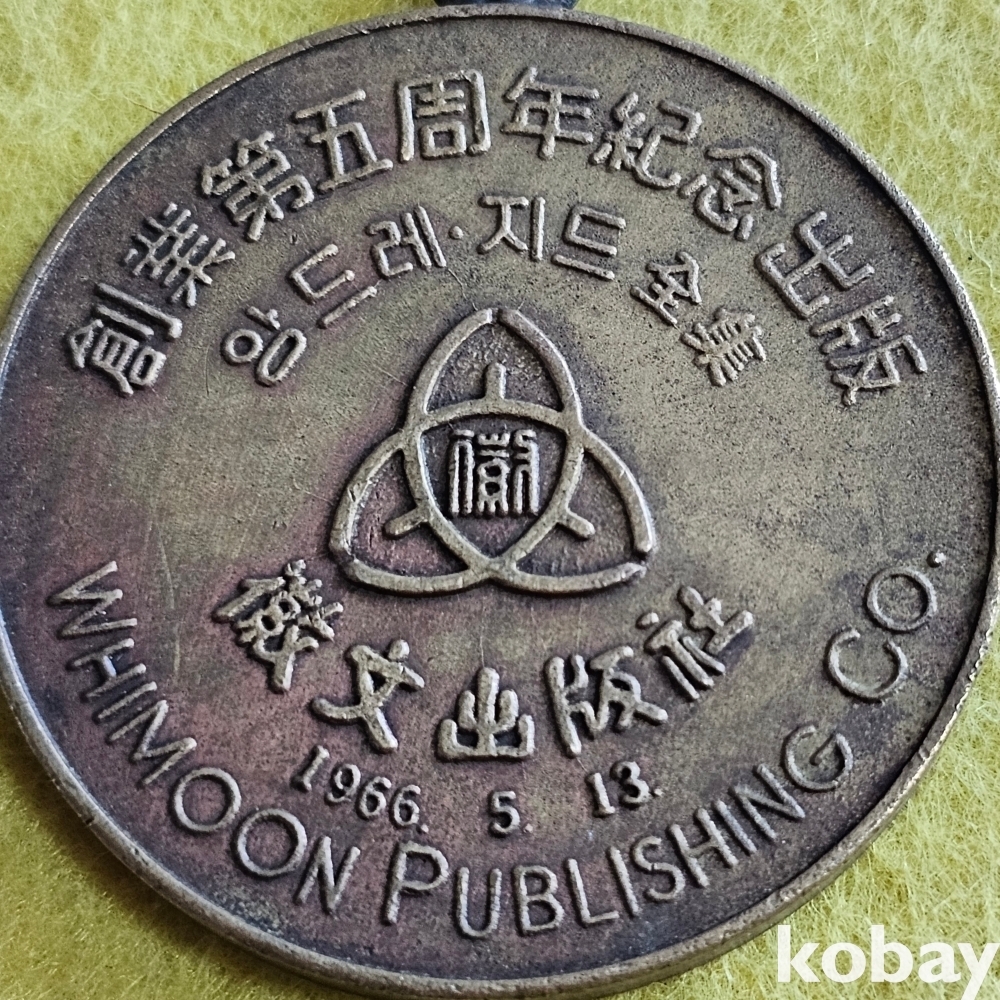 創業第五周年紀念出版
앙드레·지드 全集
徽
徽文出版社
1966. 5. 13.
WHIMOON PUBLISHING CO.
kobay